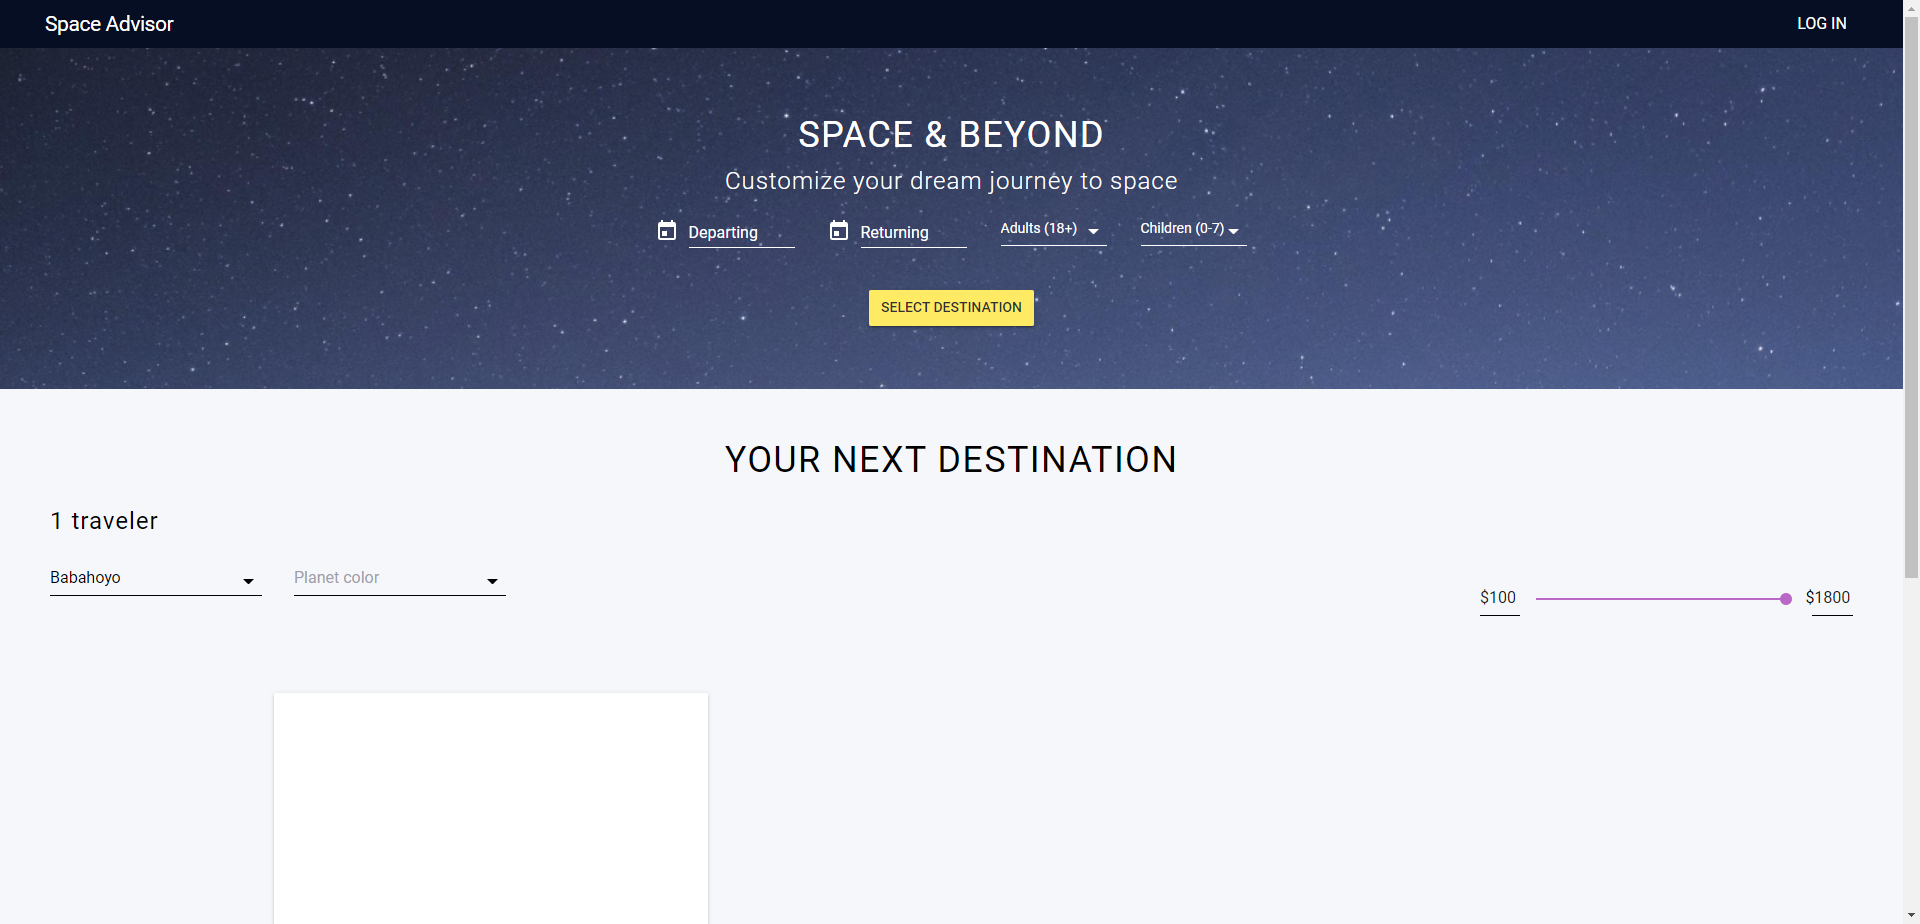 Space Advisor
LOG IN
SPACE & BEYOND
Customize your dream journey to space
Departing
Returning
Adults (18+)
Children (0-7)
SELECT DESTINATION
YOUR NEXT DESTINATION
1 traveler
Babahoyo
Planet color
$100
$1800